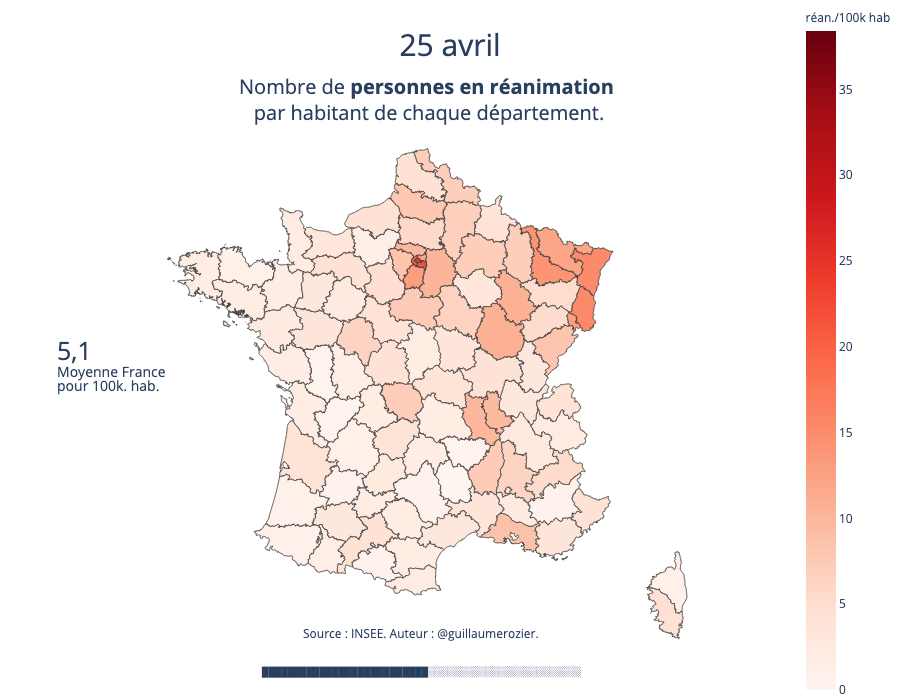 réan./100k hab
25 avril
Nombre de personnes en réanimation
par habitant de chaque département.
35
30
25
20
15
10
5
0
5,1
Moyenne France
pour 100k. hab.
Source : INSEE. Auteur : @guillaumerozier.